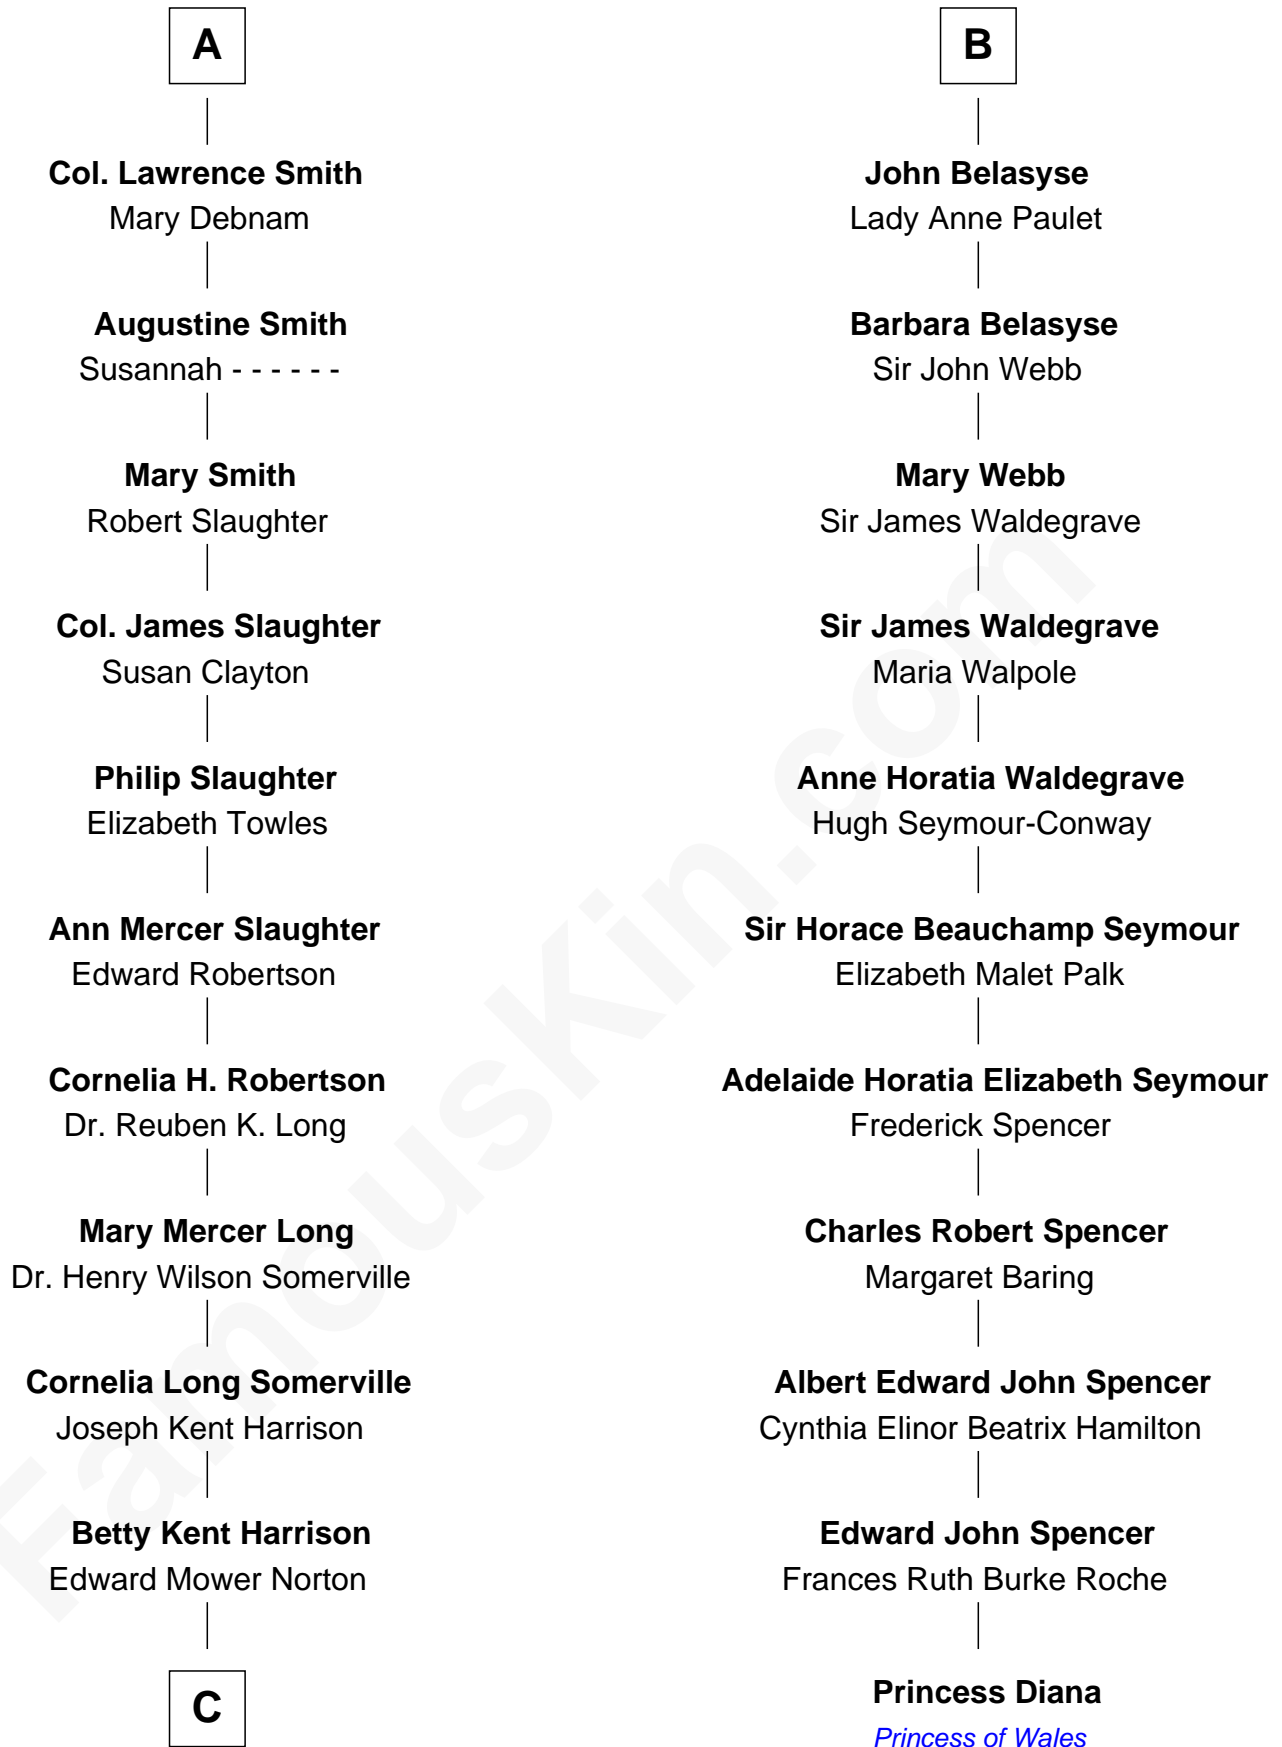 A
Col. Lawrence Smith
Mary Debnam
Augustine Smith
Susannah - - - - - -
Mary Smith
Robert Slaughter
Col. James Slaughter
Susan Clayton
Philip Slaughter
Elizabeth Towles
Ann Mercer Slaughter
Edward Robertson
Cornelia H. Robertson
Dr. Reuben K. Long
Mary Mercer Long
Dr. Henry Wilson Somerville
Cornelia Long Somerville
Joseph Kent Harrison
Betty Kent Harrison
Edward Mower Norton
C
B
John Belasyse
Lady Anne Paulet
Barbara Belasyse
Sir John Webb
Mary Webb
Sir James Waldegrave
Sir James Waldegrave
Maria Walpole
Anne Horatia Waldegrave
Hugh Seymour-Conway
Sir Horace Beauchamp Seymour
Elizabeth Malet Palk
Adelaide Horatia Elizabeth Seymour
Frederick Spencer
Charles Robert Spencer
Margaret Baring
Albert Edward John Spencer
Cynthia Elinor Beatrix Hamilton
Edward John Spencer
Frances Ruth Burke Roche
Princess Diana
Princess of Wales
FamousKin.com